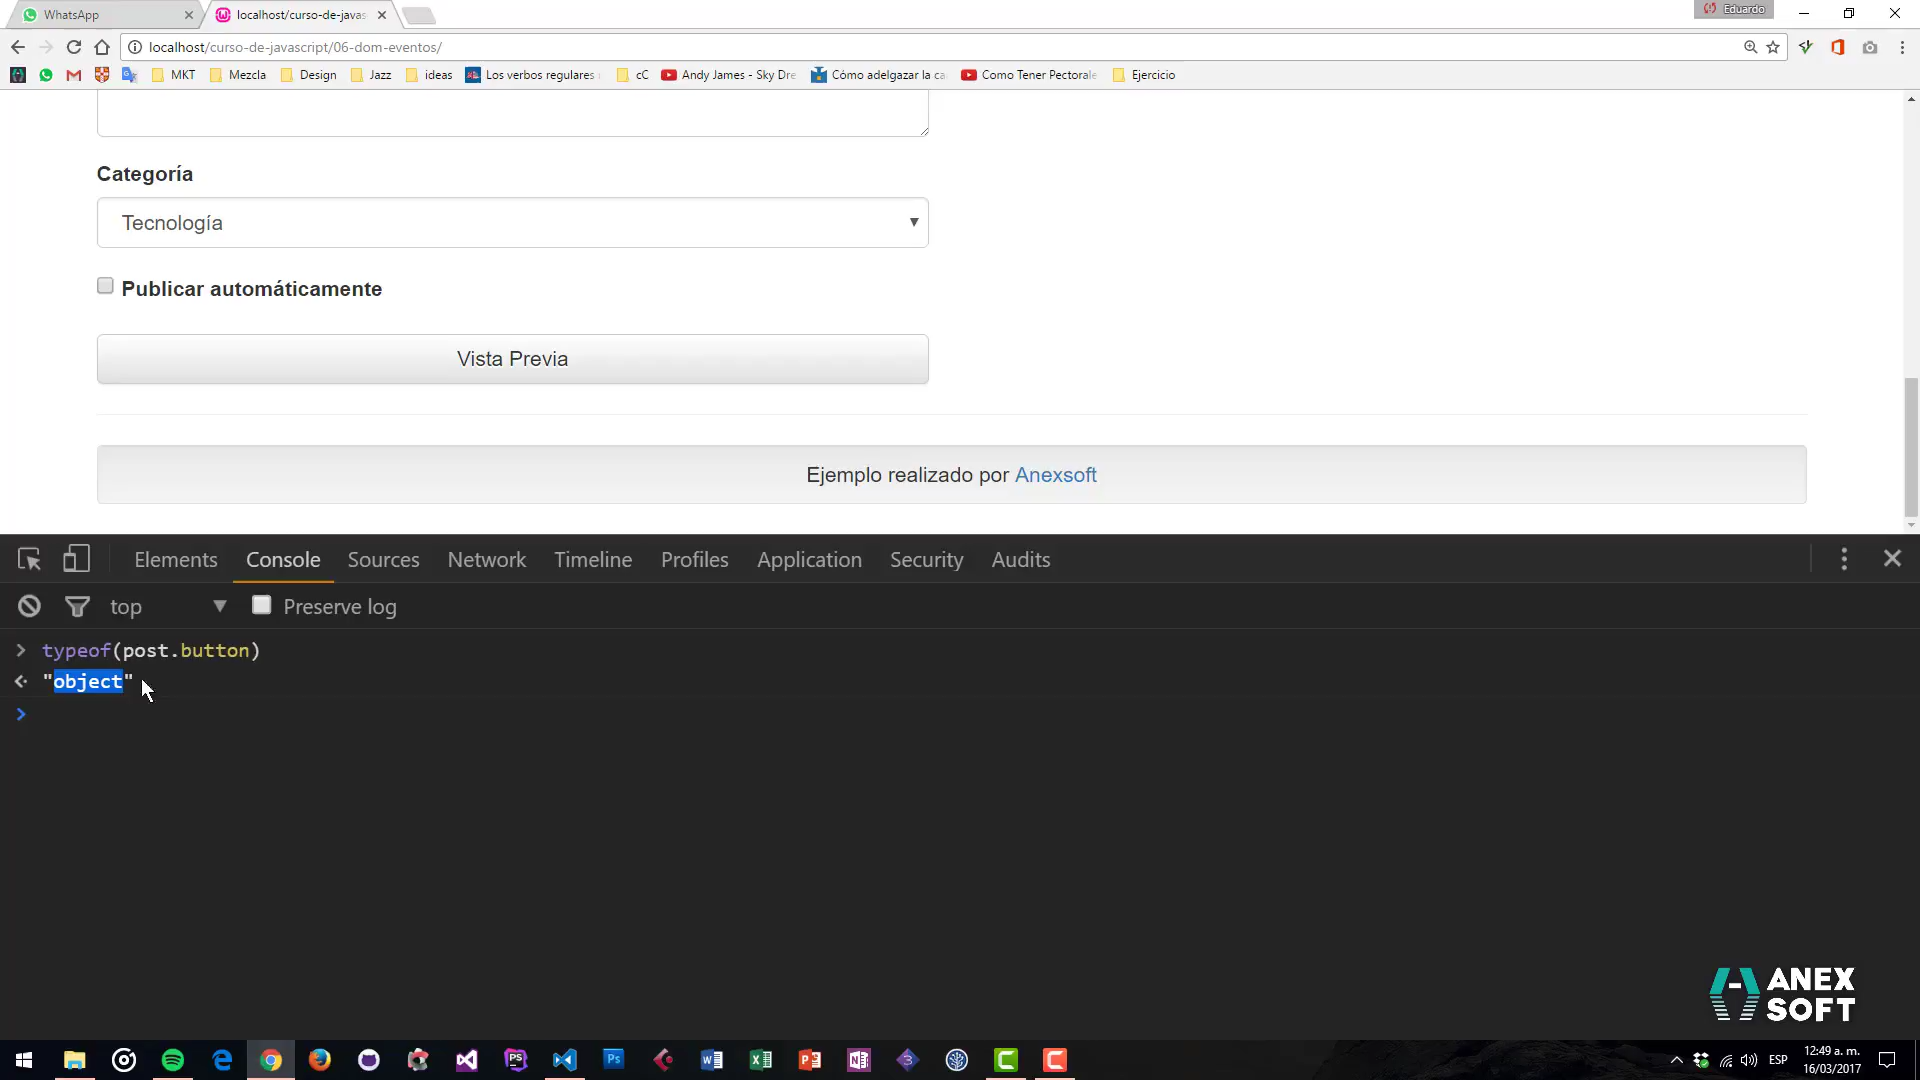 WhatsApp
localhost/curso-de-javas
Eduardo
localhost/curso-de-javascript/06-dom-eventos/
MKT
Mezcla
Design
Jazz
ideas
Los verbos regulares
cC
Andy James - Sky Dre
Cómo adelgazar la ca
Como Tener Pectorale
Ejercicio
Categoría
Tecnología
Publicar automáticamente
Vista Previa
Ejemplo realizado por Anexsoft
Elements Console Sources Network Timeline Profiles Application Security Audits
top
Preserve log
typeof(post.button)
"object"
ANEX
SOFT
ESP
12:49 a. m.
16/03/2017